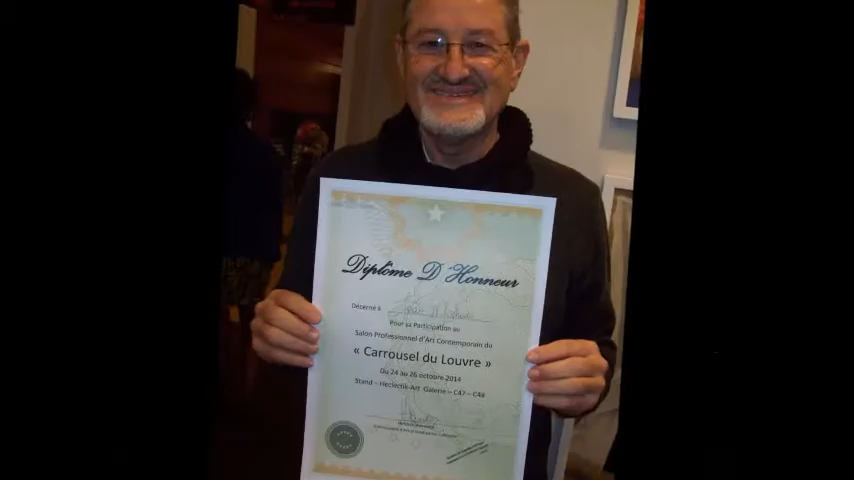 Diplôme D'Honneur
Décerné à
Pour sa Participation au
Salon Professionnel d'Art Contemporain du
« Carrousel du Louvre »
Du 24 au 26 octobre 2014
Stand – Heclectik-Art Galerie – C47 – C48